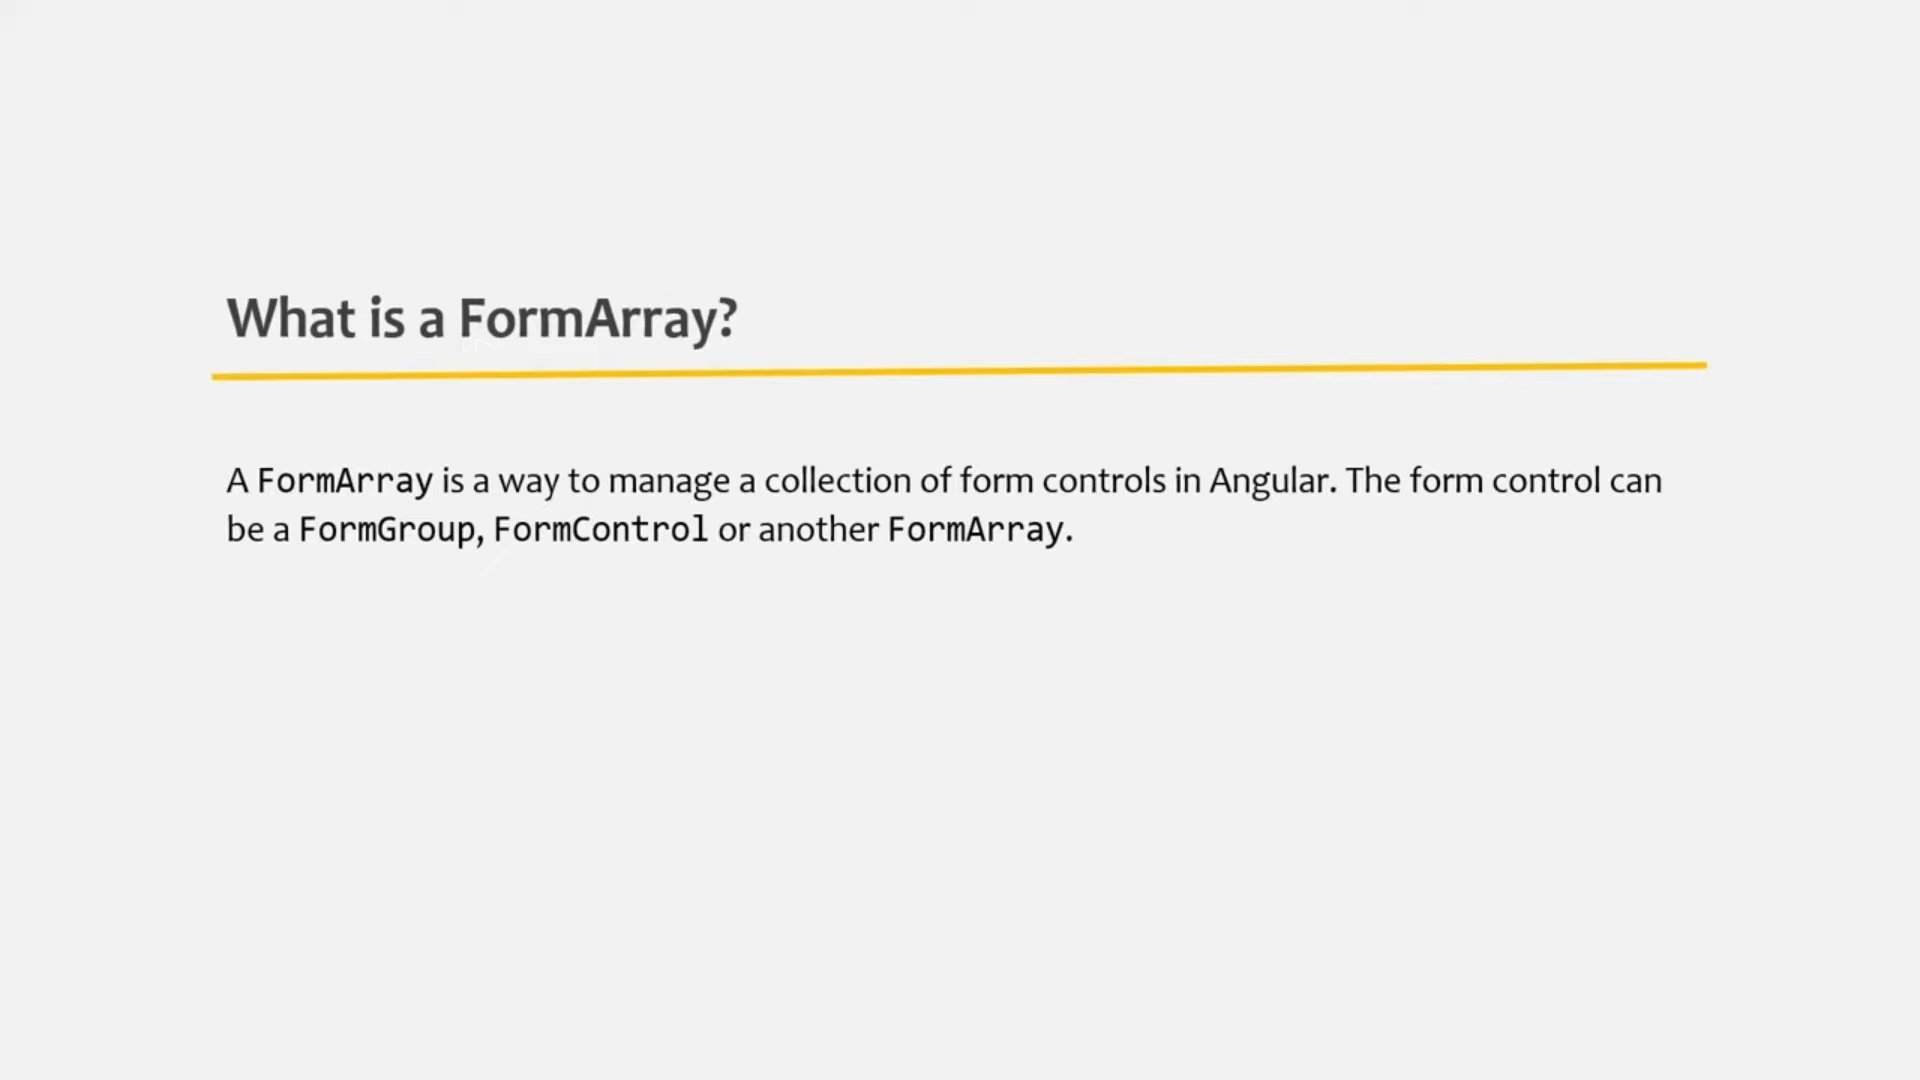 What is a FormArray?
A FormArray is a way to manage a collection of form controls in Angular. The form control can
be a FormGroup, FormControl or another FormArray.